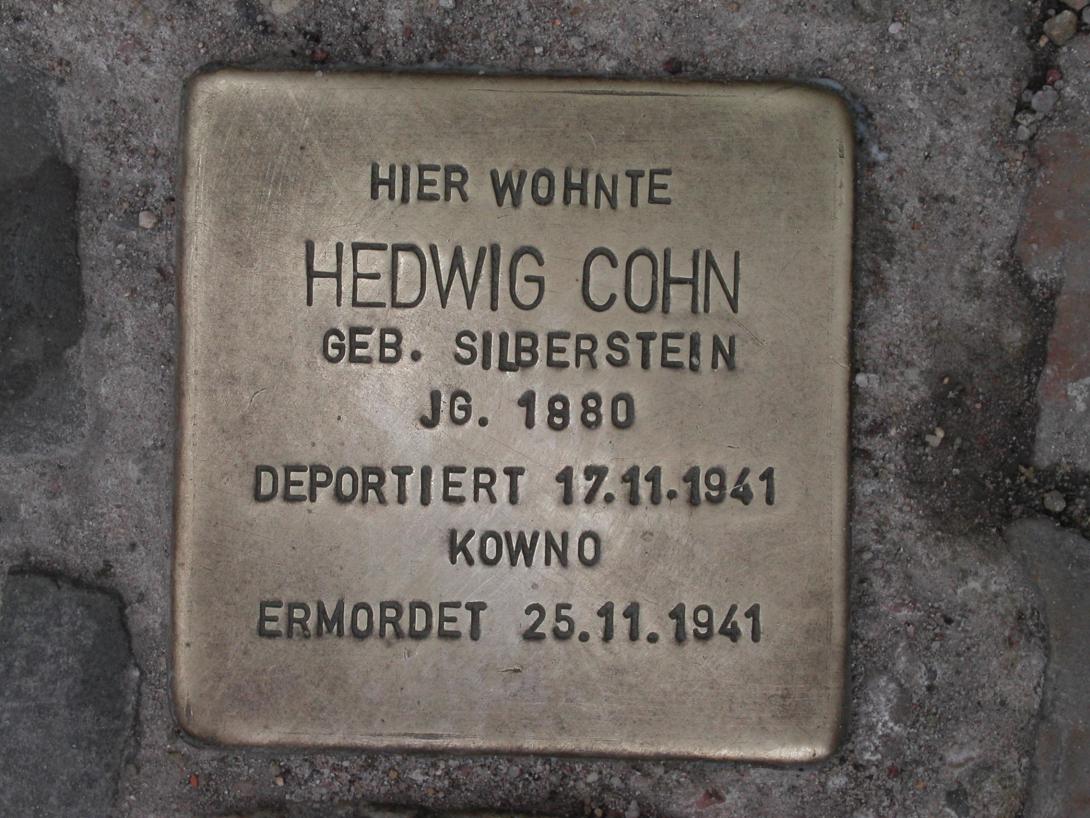 HIER WOHNTE
HEDWIG COHN
GEB. SILBERSTEIN
JG. 1880
DEPORTIERT 17.11.1941
KOWNO
ERMORDET 25.11.1941